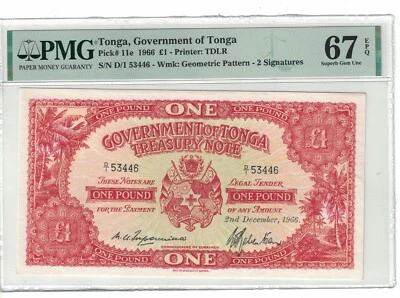 PMG
PAPER MONEY GUARANTY
Tonga, Government of Tonga
Pick# 11e 1966 £1 - Printer: TDLR
S/N D/1 53446 - Wmk: Geometric Pattern - 2 Signatures
67 EPQ
Superb Gem Unc
ONE
ONE POUND
ONE POUND
GOVERNMENT OF TONGA
TREASURY NOTE
£1
£1
D/1 53446
D/1 53446
THESE NOTES ARE
LEGAL TENDER
ONE POUND
ONE POUND
FOR THE PAYMENT
OF ANY AMOUNT
2nd December, 1966.
COMMISSIONERS OF CURRENCY
ONE POUND
ONE
ONE POUND